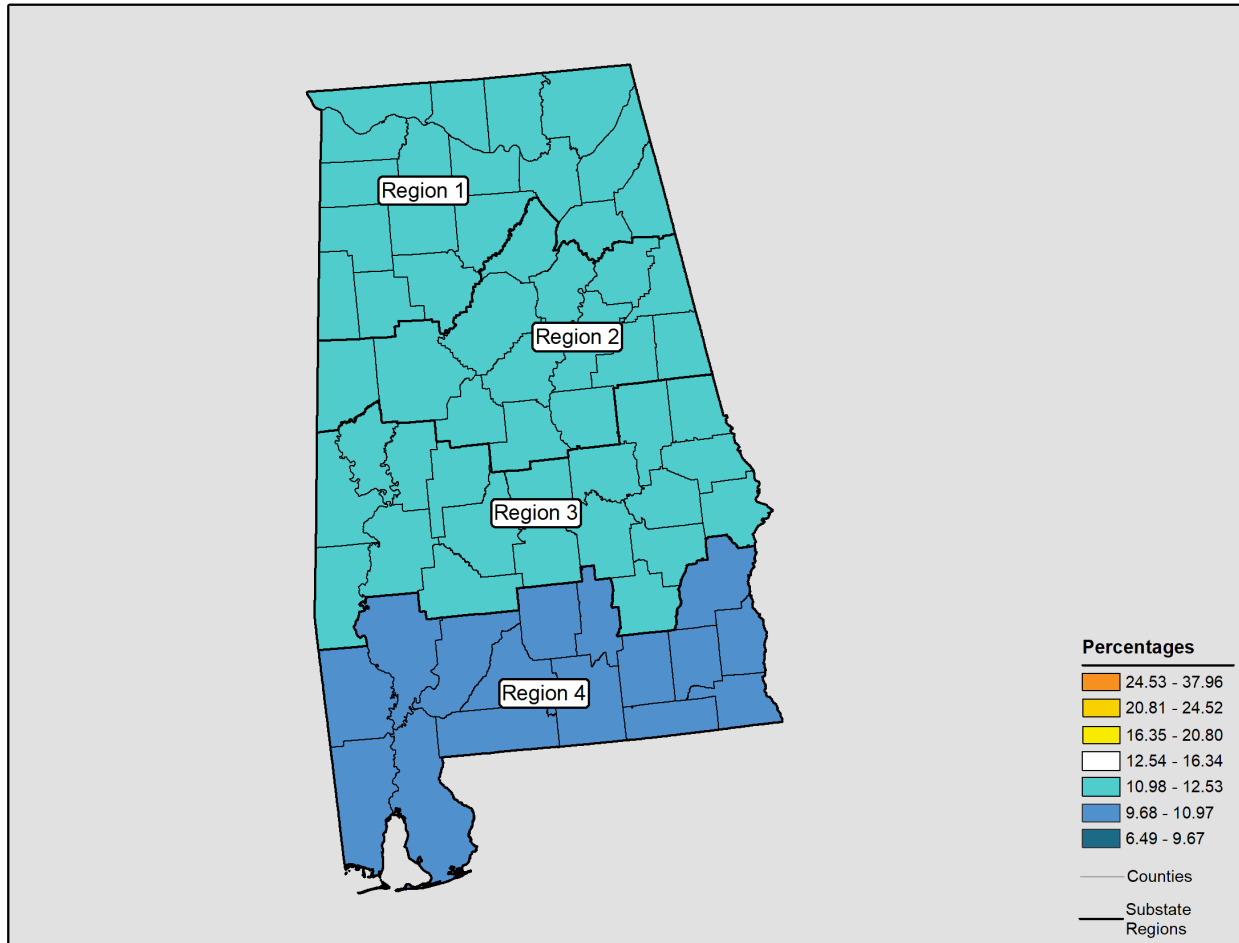 Region 1
Region 2
Region 3
Region 4
Percentages
24.53 - 37.96
20.81 - 24.52
16.35 - 20.80
12.54 - 16.34
10.98 - 12.53
9.68 - 10.97
6.49 - 9.67
Counties
Substate
Regions